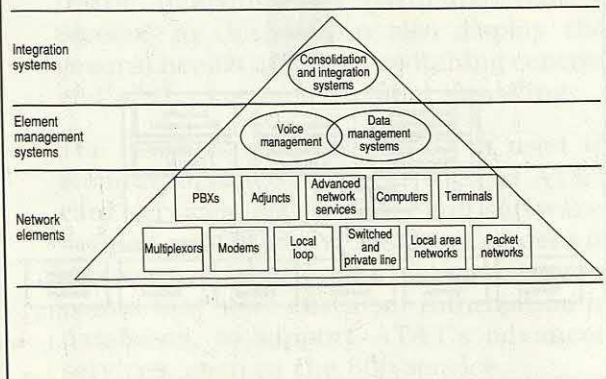 Integration
systems
Consolidation
and integration
systems
Element
management
systems
Voice
management
Data
management
systems
Network
elements
PBXs
Adjuncts
Advanced
network
services
Computers
Terminals
Multiplexors
Modems
Local
loop
Switched
and
private line
Local area
networks
Packet
networks